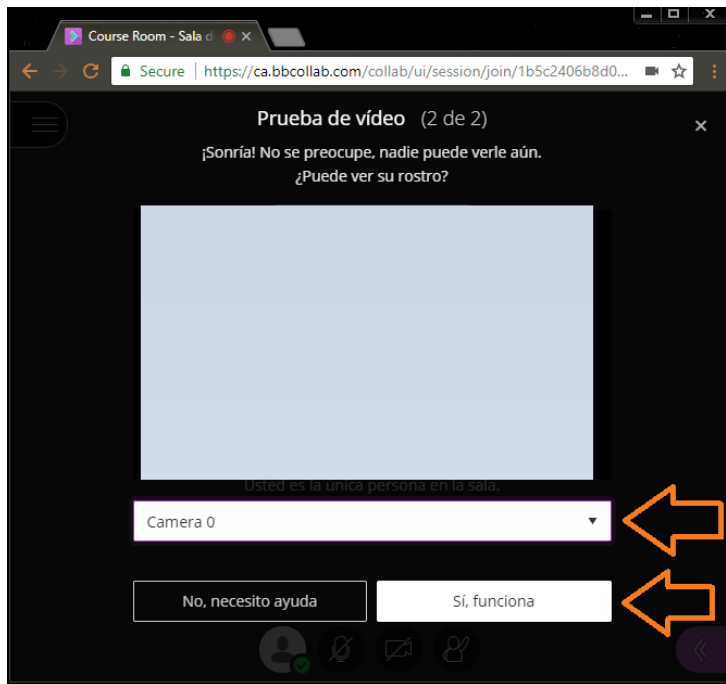 Course Room - Sala d
Secure | https://ca.bbcollab.com/collab/ui/session/join/1b5c2406b8d0...
Prueba de vídeo (2 de 2)
¡Sonría! No se preocupe, nadie puede verle aún.
¿Puede ver su rostro?
Usted es la única persona en la sala.
Camera 0
No, necesito ayuda
Sí, funciona